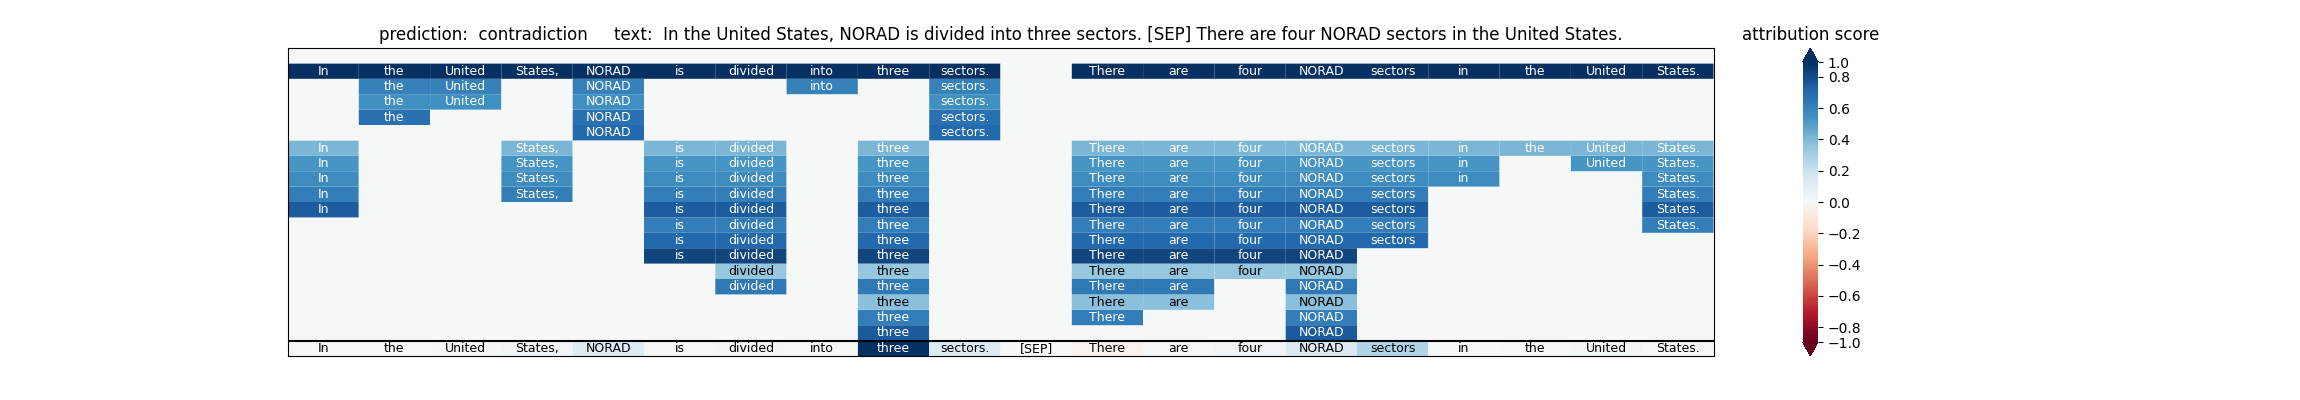 prediction:  contradiction     text:  In the United States, NORAD is divided into three sectors. [SEP] There are four NORAD sectors in the United States.
attribution score
In the United States, NORAD is divided into three sectors. There are four NORAD sectors in the United States.
the United NORAD into sectors.
the United NORAD sectors.
the NORAD sectors.
NORAD sectors.
In States, is divided three There are four NORAD sectors in the United States.
In States, is divided three There are four NORAD sectors in United States.
In States, is divided three There are four NORAD sectors in States.
In States, is divided three There are four NORAD sectors States.
In is divided three There are four NORAD sectors States.
is divided three There are four NORAD sectors States.
is divided three There are four NORAD sectors
is divided three There are four NORAD
divided three There are four NORAD
divided three There are NORAD
three There are NORAD
three There NORAD
three NORAD
In the United States, NORAD is divided into three sectors. [SEP] There are four NORAD sectors in the United States.
1.0
0.8
0.6
0.4
0.2
0.0
−0.2
−0.4
−0.6
−0.8
−1.0